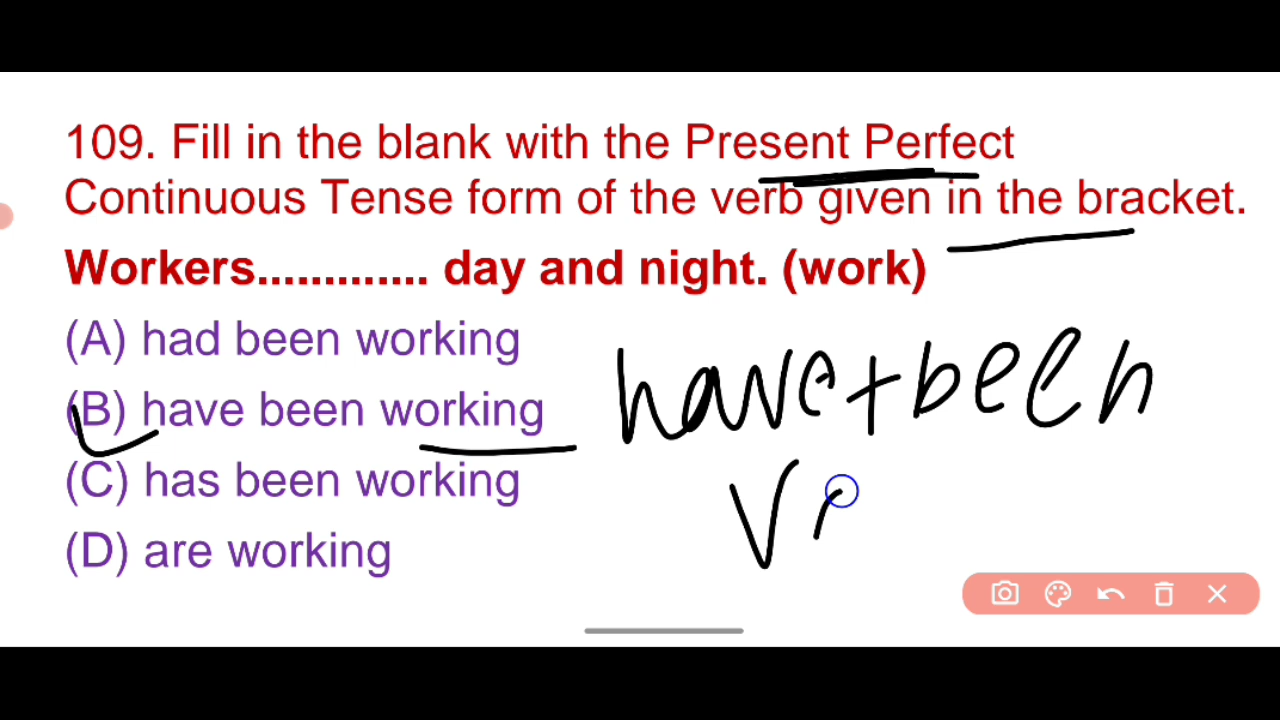 109. Fill in the blank with the Present Perfect
Continuous Tense form of the verb given in the bracket.
Workers............. day and night. (work)
(A) had been working
(B) have been working
(C) has been working
(D) are working
have+been
V